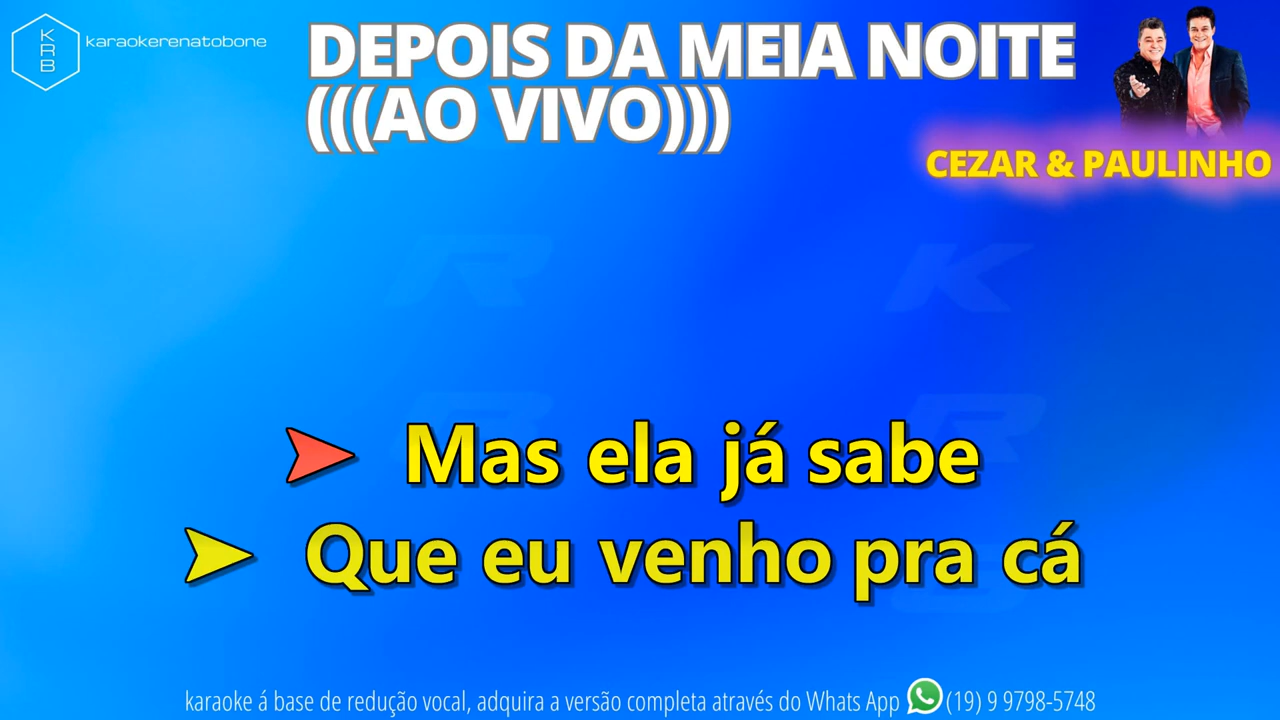 K
R
B
karaokerenatobone
DEPOIS DA MEIA NOITE
(((AO VIVO)))
CEZAR & PAULINHO
R K
B R
B
Mas ela já sabe
Que eu venho pra cá
karaoke á base de redução vocal, adquira a versão completa através do Whats App (19) 9 9798-5748